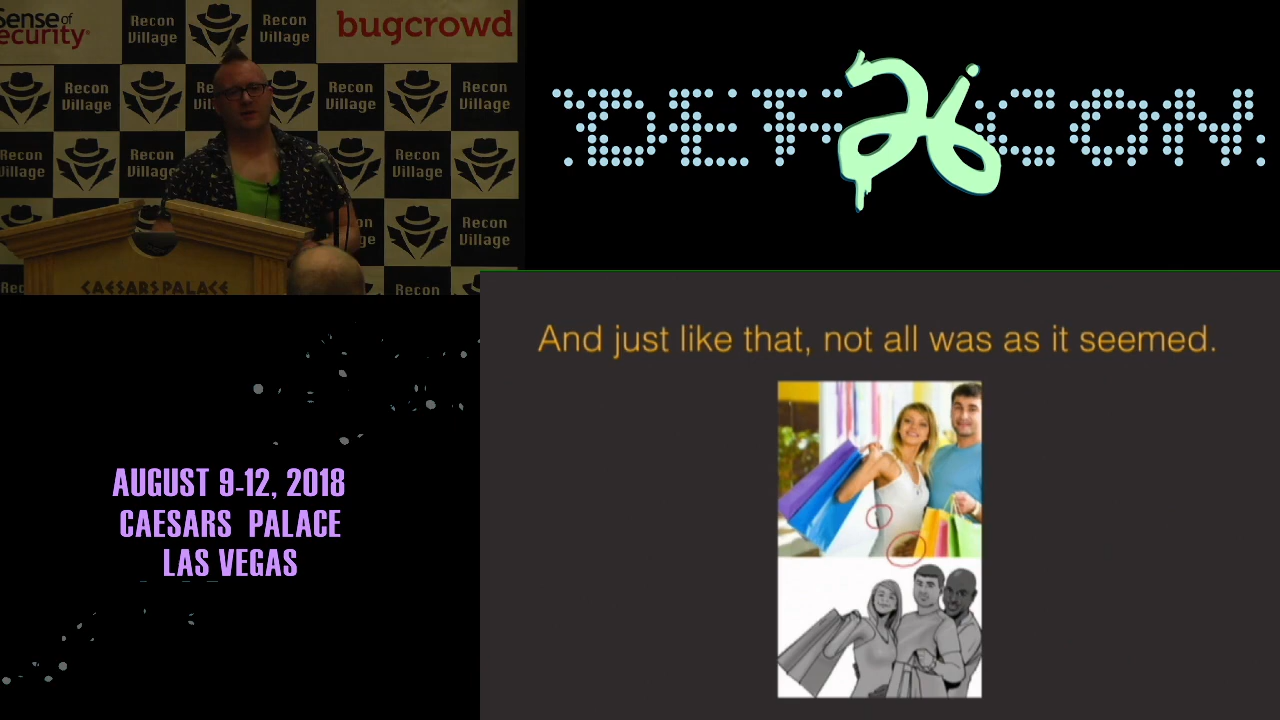 Sense of
ecurity
Recon
Village
Recon
Village
bugcrowd
Recon
Village
Recon
Village
Recon
Village
Recon
Village
Recon
Village
Recon
Village
Recon
Village
Recon
CAESARS PALACE
DEF 26 CON
And just like that, not all was as it seemed.
AUGUST 9-12, 2018
CAESARS PALACE
LAS VEGAS